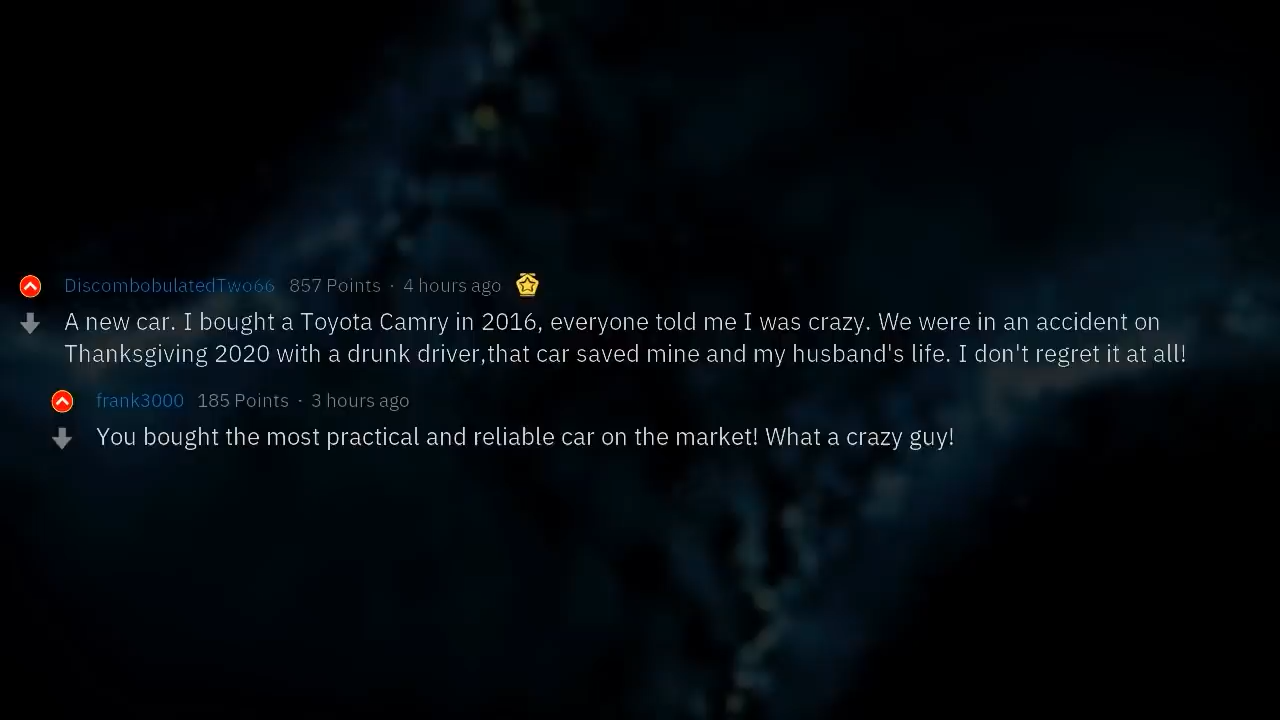 DiscombobulatedTwo66 857 Points · 4 hours ago
A new car. I bought a Toyota Camry in 2016, everyone told me I was crazy. We were in an accident on
Thanksgiving 2020 with a drunk driver,that car saved mine and my husband's life. I don't regret it at all!
frank3000 185 Points · 3 hours ago
You bought the most practical and reliable car on the market! What a crazy guy!